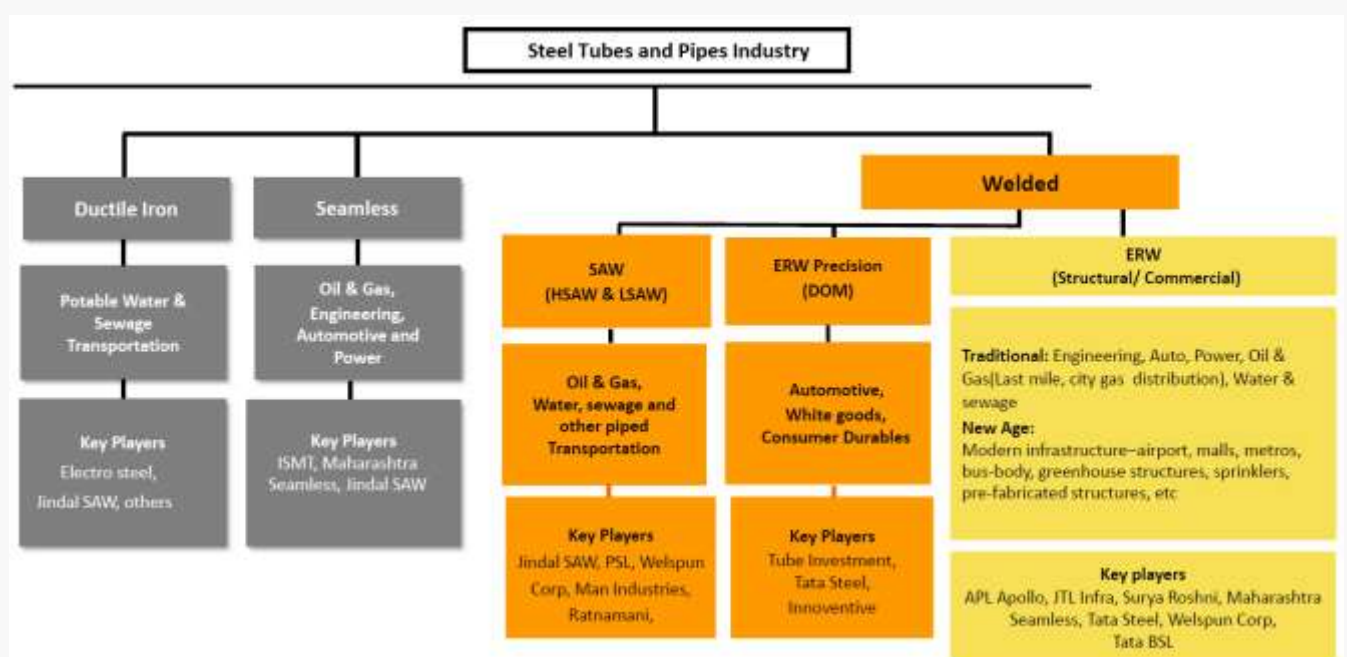 Steel Tubes and Pipes Industry
Ductile Iron
Potable Water &
Sewage
Transportation
Key Players
Electro steel,
Jindal SAW, others
Seamless
Oil & Gas,
Engineering,
Automotive and
Power
Key Players
ISMT, Maharashtra
Seamless, Jindal SAW
Welded
SAW
(HSAW & LSAW)
Oil & Gas,
Water, sewage and
other piped
Transportation
Key Players
Jindal SAW, PSL, Welspun
Corp, Man Industries,
Ratnamani,
ERW Precision
(DOM)
Automotive,
White goods,
Consumer Durables
Key Players
Tube Investment,
Tata Steel,
Innoventive
ERW
(Structural/ Commercial)
Traditional: Engineering, Auto, Power, Oil &
Gas(Last mile, city gas distribution), Water &
sewage
New Age:
Modern infrastructure–airport, malls, metros,
bus-body, greenhouse structures, sprinklers,
pre-fabricated structures, etc
Key players
APL Apollo, JTL Infra, Surya Roshni, Maharashtra
Seamless, Tata Steel, Welspun Corp,
Tata BSL